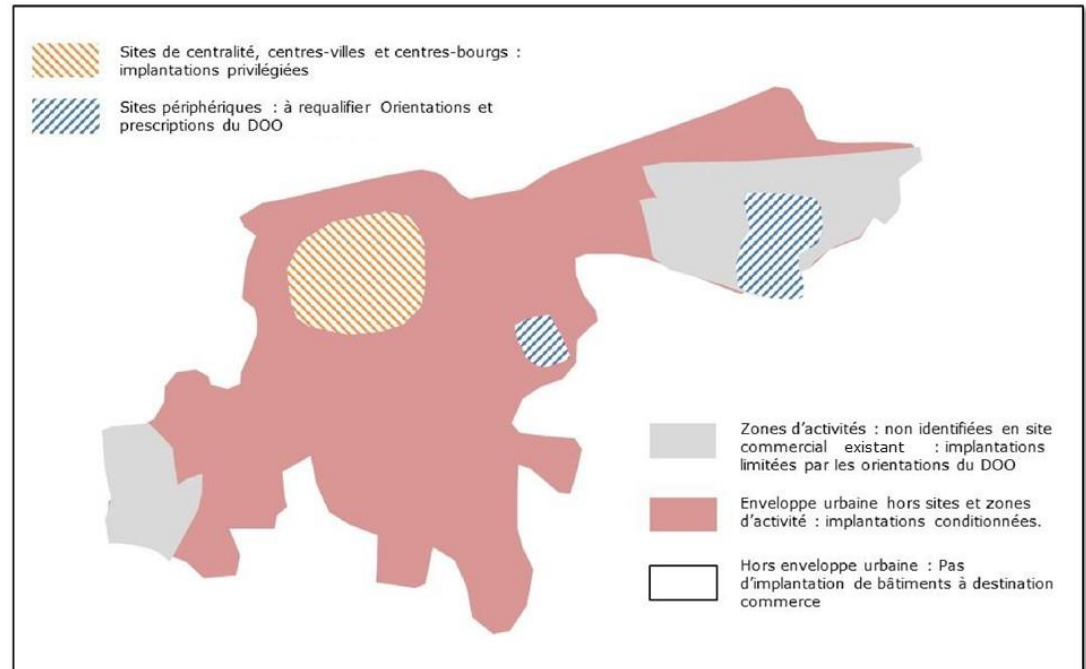 Sites de centralité, centres-villes et centres-bourgs :
implantations privilégiées
Sites périphériques : à requalifier Orientations et
prescriptions du DOO
Zones d'activités : non identifiées en site
commercial existant : implantations
limitées par les orientations du DOO
Enveloppe urbaine hors sites et zones
d'activité : implantations conditionnées.
Hors enveloppe urbaine : Pas
d'implantation de bâtiments à destination
commerce